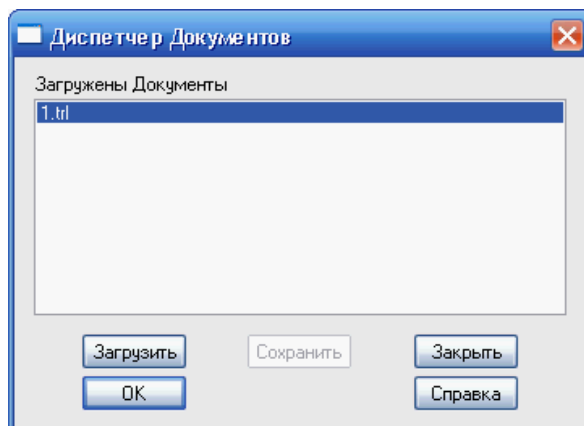 Диспетчер Документов
Загружены Документы
1.trl
Загрузить Сохранить Закрыть
OK Справка